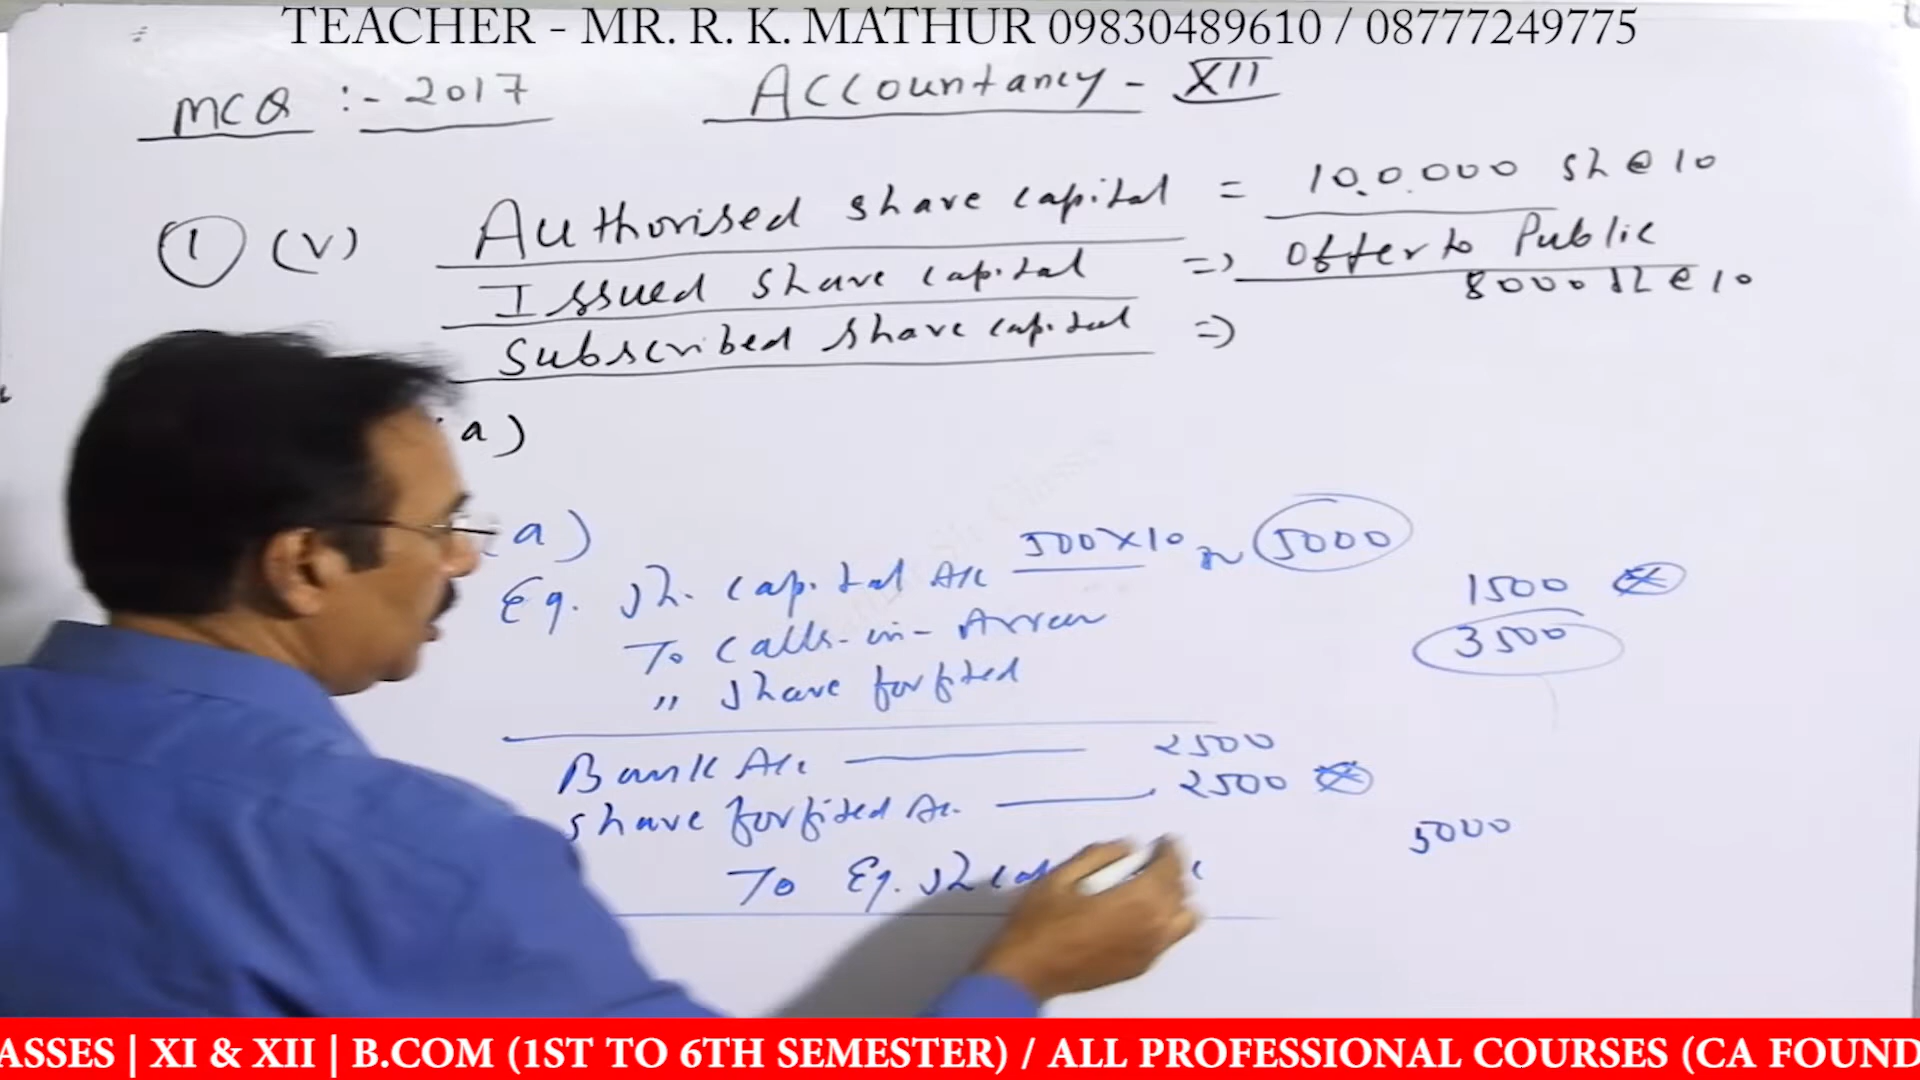 TEACHER - MR. R. K. MATHUR 09830489610 / 08777249775
MCQ :- 2017 Accountancy - XII
1 (V) Authorised share capital = 10,0,000 Sh @ 10
Issued share capital => Offer to Public
8000 Sh @ 10
Subscribed share capital =>
a)
a)
Eq. Sh. capital A/c 500 X 10 5000
To Calls-in-Arrear 1500
" Share forfited 3500
Bank A/c 2500
Share forfited A/c 2500
To Eq. Sh ca 5000
ASSES | XI & XII | B.COM (1ST TO 6TH SEMESTER) / ALL PROFESSIONAL COURSES (CA FOUND